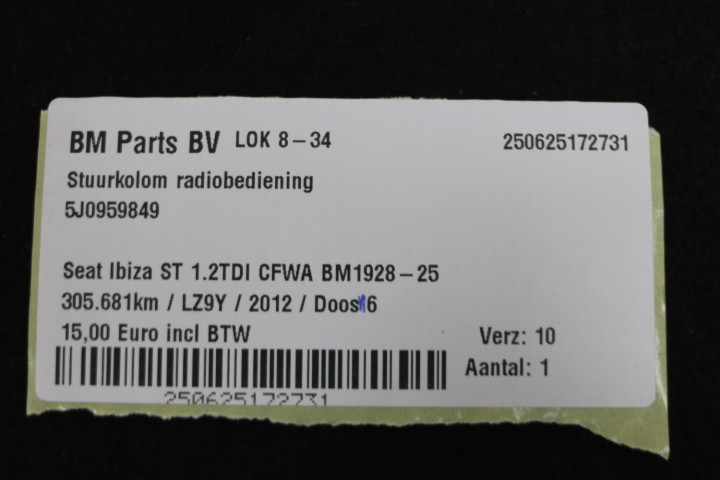 BM Parts BV LOK 8-34 250625172731
Stuurkolom radiobediening
5J0959849
Seat Ibiza ST 1.2TDI CFWA BM1928-25
305.681km / LZ9Y / 2012 / Doos 6
15,00 Euro incl BTW Verz: 10
Aantal: 1
250625172731